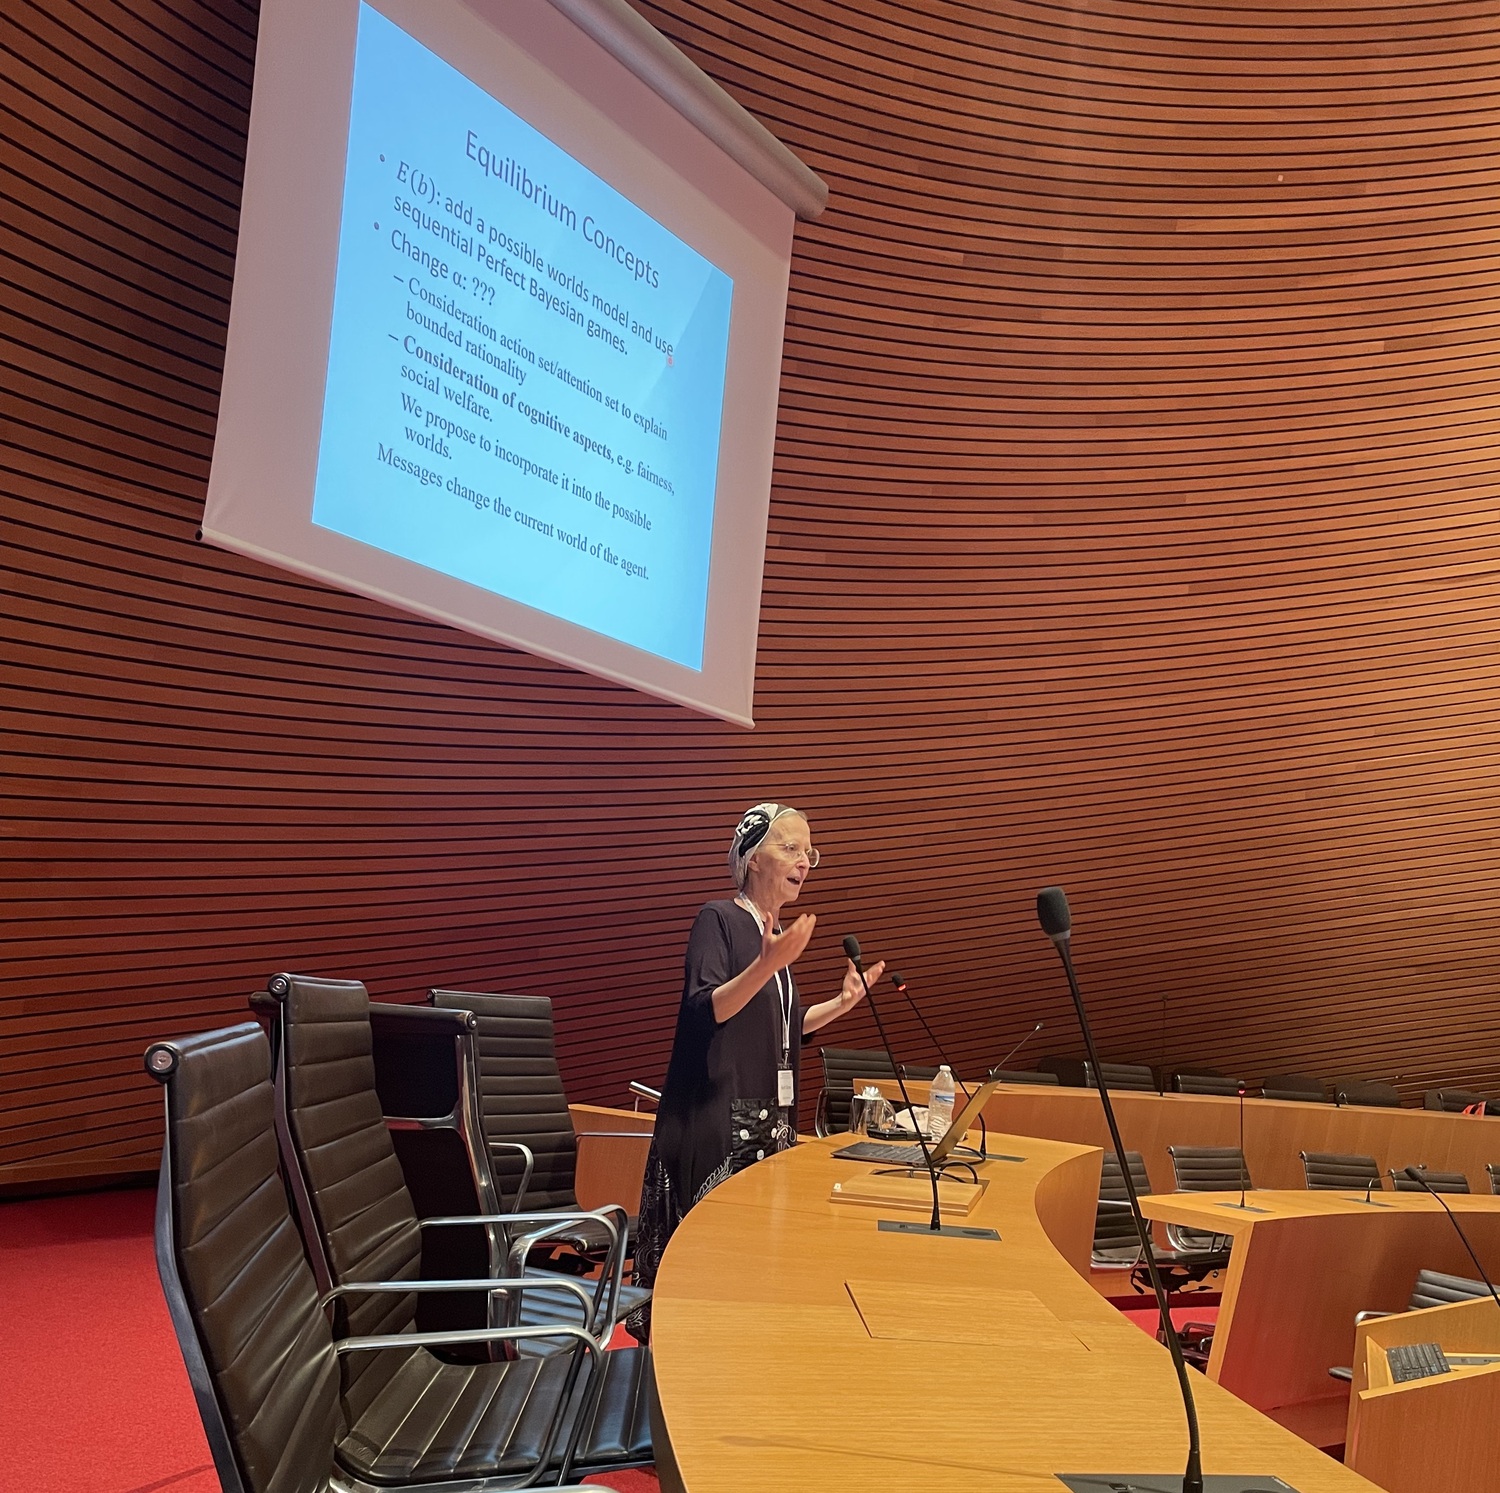 Equilibrium Concepts
• E(b): add a possible worlds model and use
sequential Perfect Bayesian games.
• Change α: ???
– Consideration action set/attention set to explain
bounded rationality
– Consideration of cognitive aspects, e.g. fairness,
social welfare.
We propose to incorporate it into the possible
worlds.
Messages change the current world of the agent.